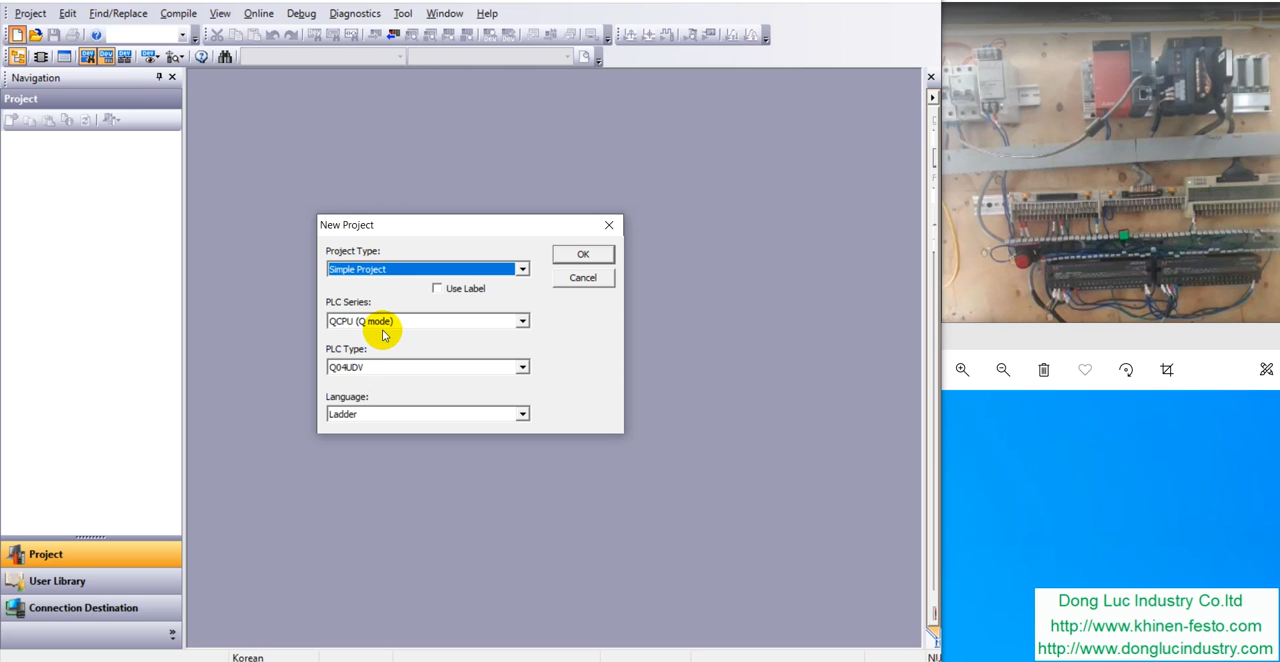 Project Edit Find/Replace Compile View Online Debug Diagnostics Tool Window Help
Navigation
Project
New Project
Project Type:
Simple Project
OK
Use Label
Cancel
PLC Series:
QCPU (Q mode)
PLC Type:
Q04UDV
Language:
Ladder
Project
User Library
Connection Destination
Korean
Dong Luc Industry Co.ltd
http://www.khinen-festo.com
http://www.donglucindustry.com